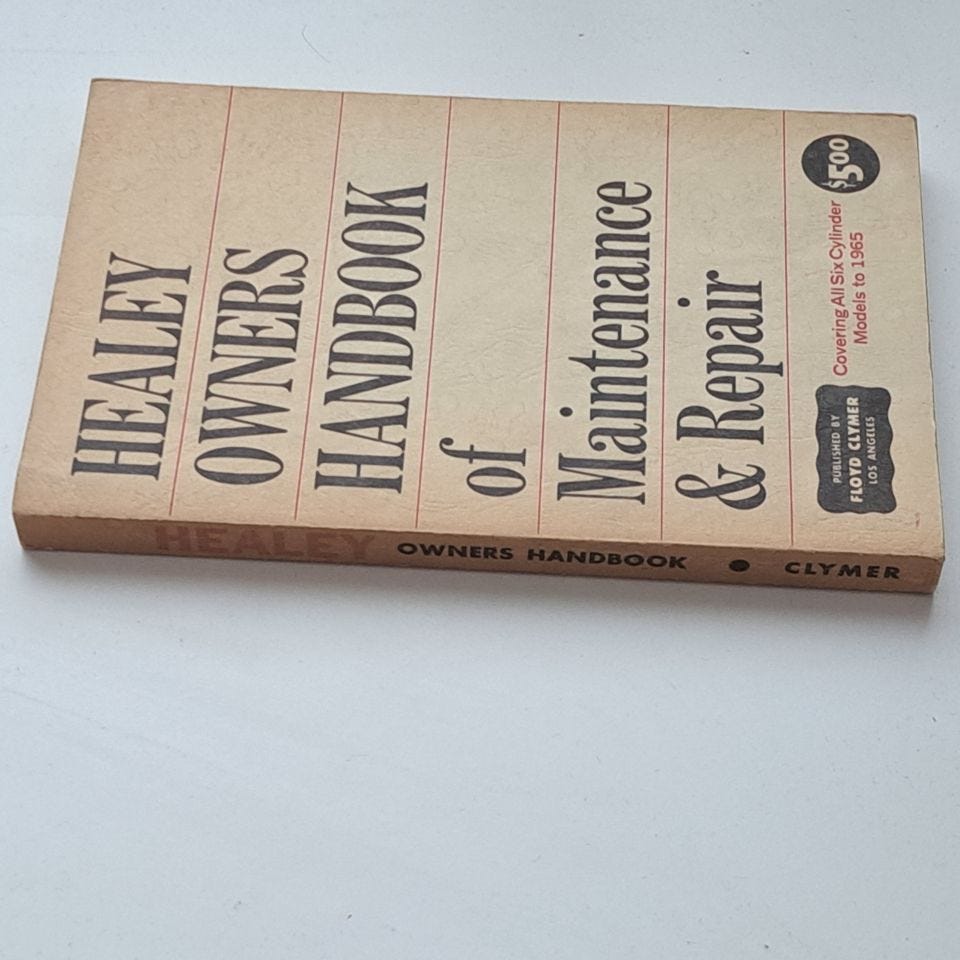 HEALEY
OWNERS
HANDBOOK
of
Maintenance
& Repair
PUBLISHED BY
FLOYD CLYMER
LOS ANGELES
Covering All Six Cylinder
Models to 1965
$5.00
HEALEY OWNERS HANDBOOK • CLYMER